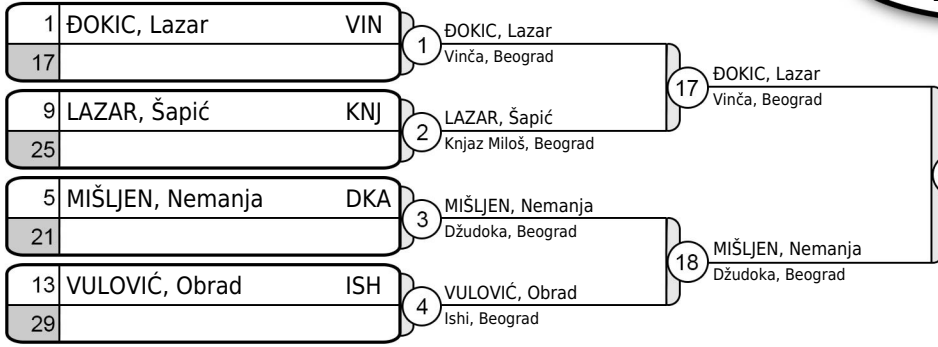 1 ĐOKIC, Lazar VIN
17
9 LAZAR, Šapić KNJ
25
5 MIŠLJEN, Nemanja DKA
21
13 VULOVIĆ, Obrad ISH
29
1
ĐOKIC, Lazar
Vinča, Beograd
2
LAZAR, Šapić
Knjaz Miloš, Beograd
3
MIŠLJEN, Nemanja
Džudoka, Beograd
4
VULOVIĆ, Obrad
Ishi, Beograd
17
ĐOKIC, Lazar
Vinča, Beograd
18
MIŠLJEN, Nemanja
Džudoka, Beograd